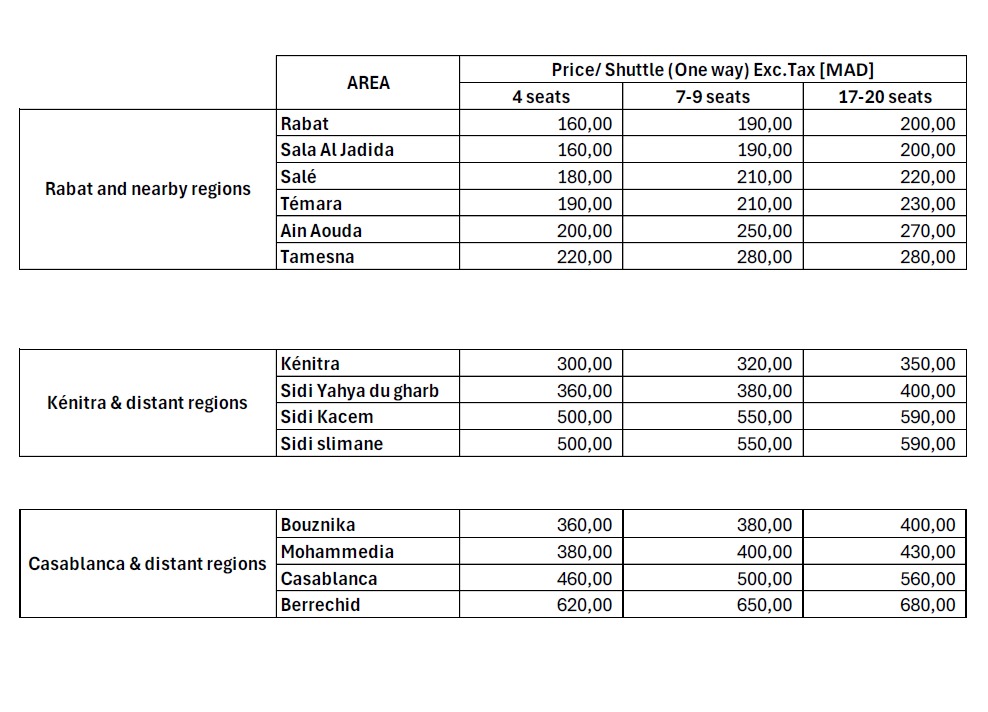 AREA
Price/ Shuttle (One way) Exc.Tax [MAD]
4 seats 7-9 seats 17-20 seats
Rabat and nearby regions
Rabat 160,00 190,00 200,00
Sala Al Jadida 160,00 190,00 200,00
Salé 180,00 210,00 220,00
Témara 190,00 210,00 230,00
Ain Aouda 200,00 250,00 270,00
Tamesna 220,00 280,00 280,00
Kénitra & distant regions
Kénitra 300,00 320,00 350,00
Sidi Yahya du gharb 360,00 380,00 400,00
Sidi Kacem 500,00 550,00 590,00
Sidi slimane 500,00 550,00 590,00
Casablanca & distant regions
Bouznika 360,00 380,00 400,00
Mohammedia 380,00 400,00 430,00
Casablanca 460,00 500,00 560,00
Berrechid 620,00 650,00 680,00